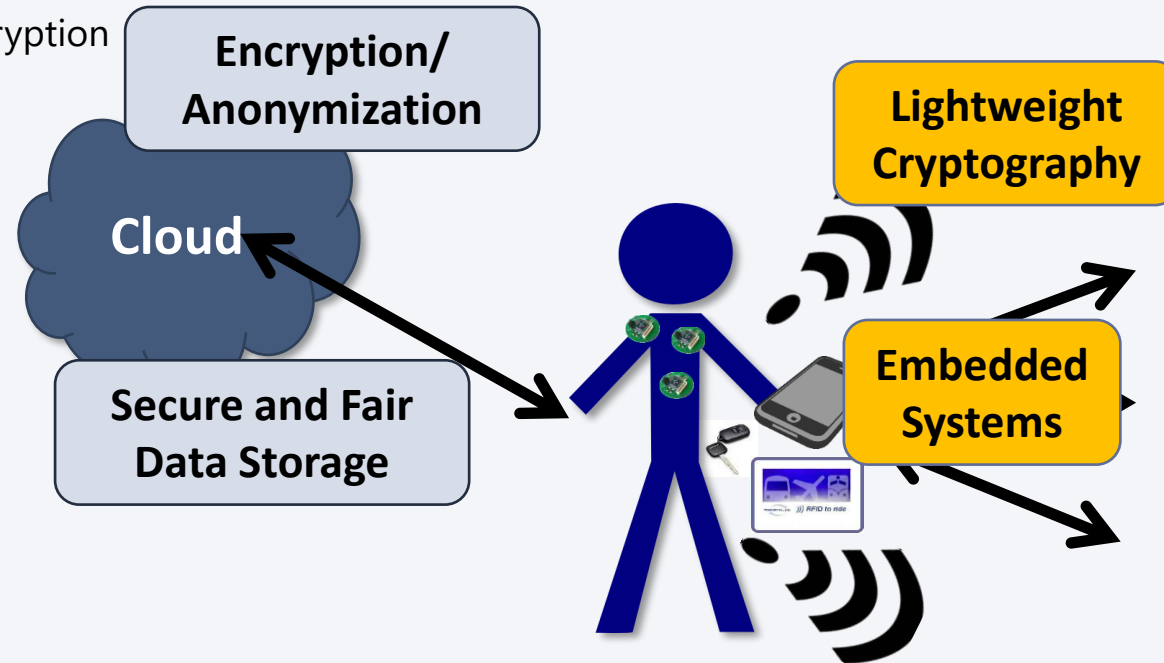 Encryption/
Anonymization
Lightweight
Cryptography
Cloud
Embedded
Systems
Secure and Fair
Data Storage
))) RFID to ride